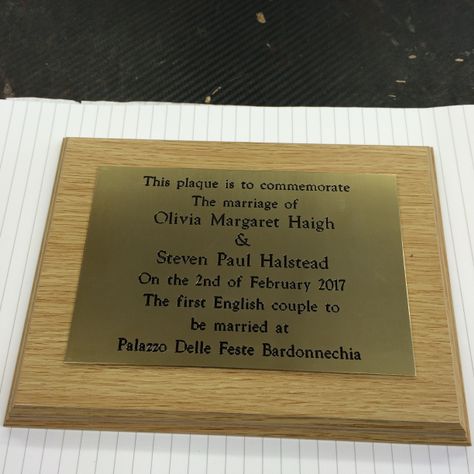 This plaque is to commemorate
The marriage of
Olivia Margaret Haigh
&
Steven Paul Halstead
On the 2nd of February 2017
The first English couple to
be married at
Palazzo Delle Feste Bardonnechia